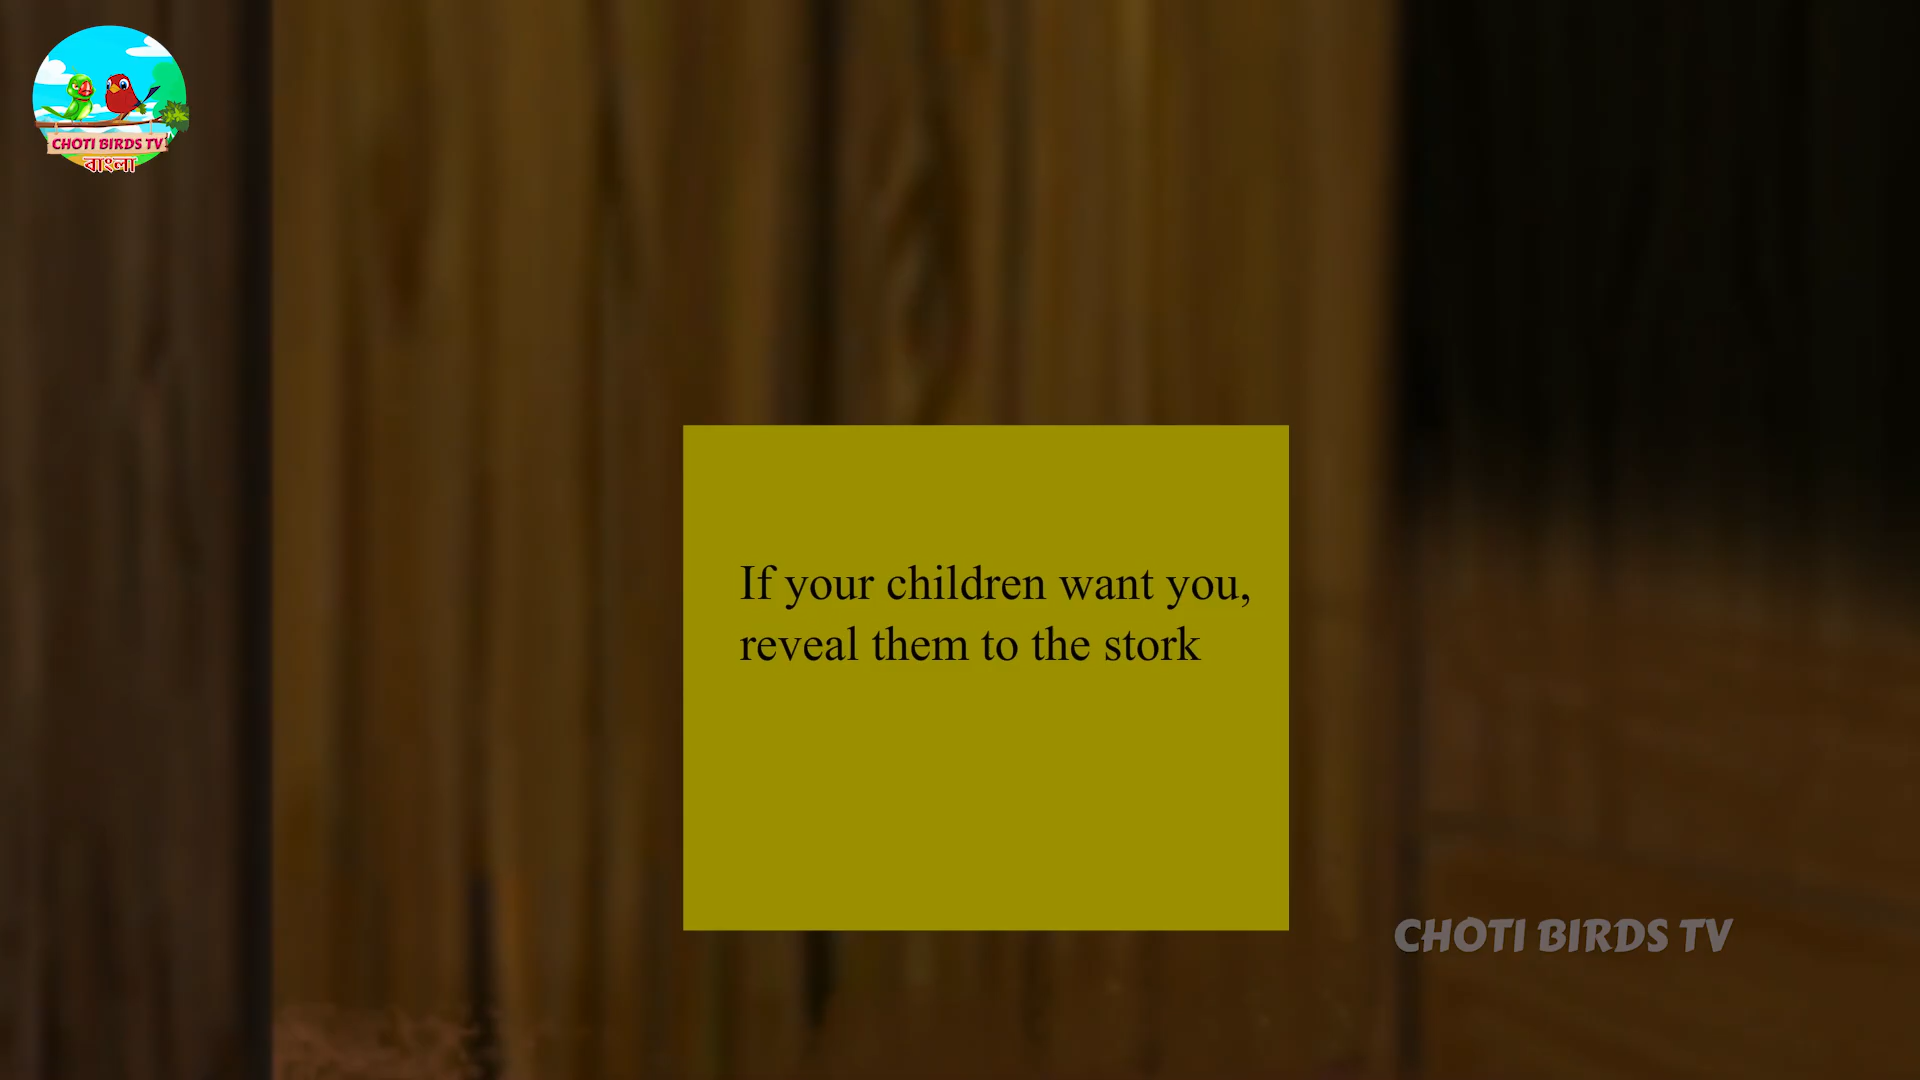 CHOTI BIRDS TV
বাংলা
If your children want you,
reveal them to the stork
CHOTI BIRDS TV